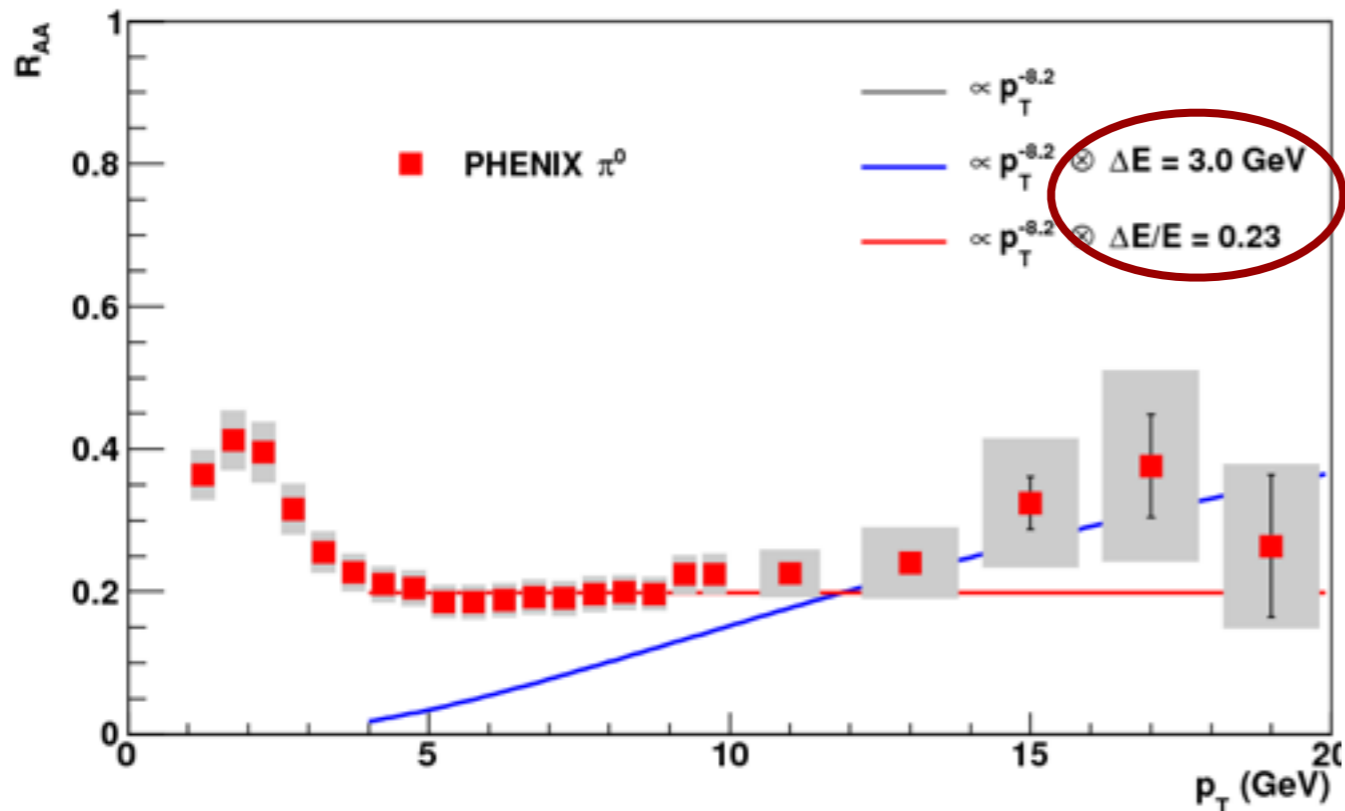 R_AA
1
0.8
0.6
0.4
0.2
0
PHENIX π⁰
∝ p_T^-8.2
∝ p_T^-8.2 ⊗ ΔE = 3.0 GeV
∝ p_T^-8.2 ⊗ ΔE/E = 0.23
0 5 10 15 20
p_T (GeV)